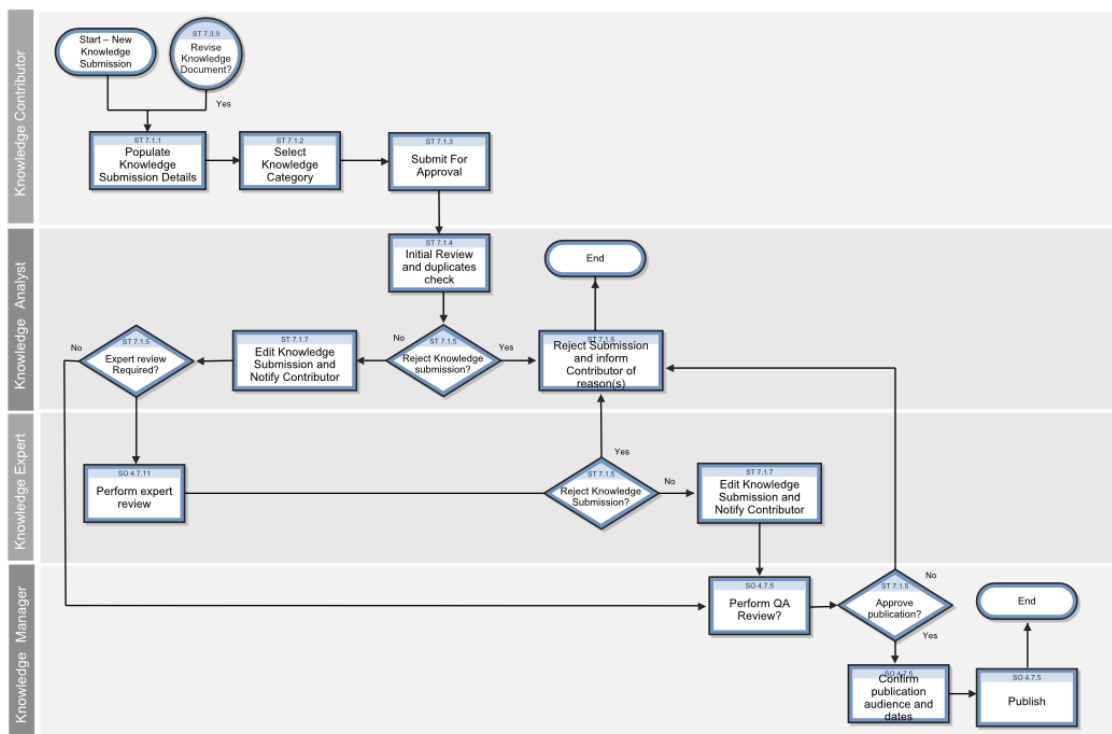 Knowledge Contributor
Start – New
Knowledge
Submission
ST 7.3.9
Revise
Knowledge
Document?
Yes
ST 7.1.1
Populate
Knowledge
Submission Details
ST 7.1.2
Select
Knowledge
Category
ST 7.1.3
Submit For
Approval
Knowledge Analyst
ST 7.1.4
Initial Review
and duplicates
check
End
No
ST 7.1.5
Expert review
Required?
ST 7.1.7
Edit Knowledge
Submission and
Notify Contributor
No
ST 7.1.5
Reject Knowledge
submission?
Yes
ST 7.1.6
Reject Submission
and inform
Contributor of
reason(s)
Knowledge Expert
SO 4.7.11
Perform expert
review
Yes
ST 7.1.5
Reject Knowledge
Submission?
No
ST 7.1.7
Edit Knowledge
Submission and
Notify Contributor
Knowledge Manager
SO 4.7.5
Perform QA
Review?
No
ST 7.1.5
Approve
publication?
Yes
End
SO 4.7.5
Confirm
publication
audience and
dates
SO 4.7.5
Publish